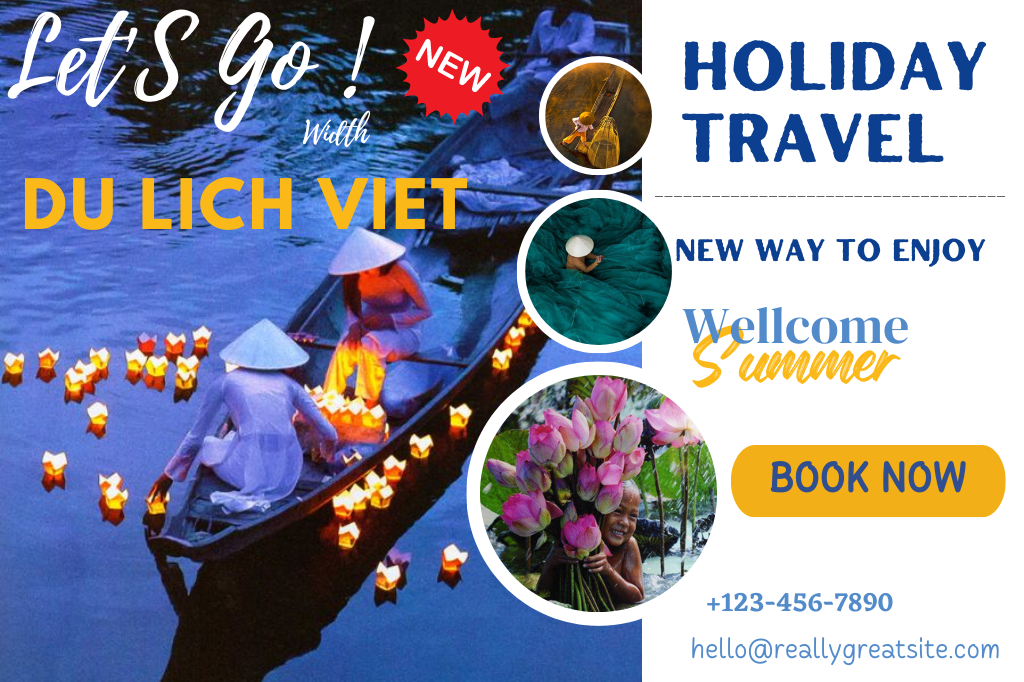 Let'S Go !
NEW
Width
DU LICH VIET
HOLIDAY
TRAVEL
NEW WAY TO ENJOY
Wellcome
Summer
BOOK NOW
+123-456-7890
hello@reallygreatsite.com